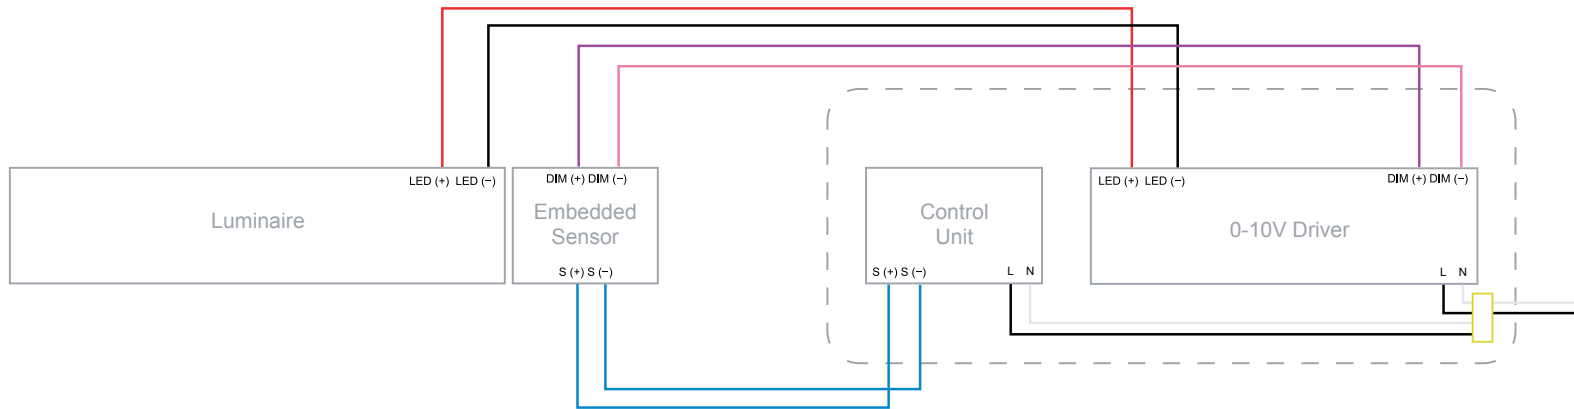 LED (+) LED (−)
Luminaire
DIM (+) DIM (−)
Embedded
Sensor
S (+) S (−)
Control
Unit
S (+) S (−)
L N
LED (+) LED (−)
DIM (+) DIM (−)
0-10V Driver
L N